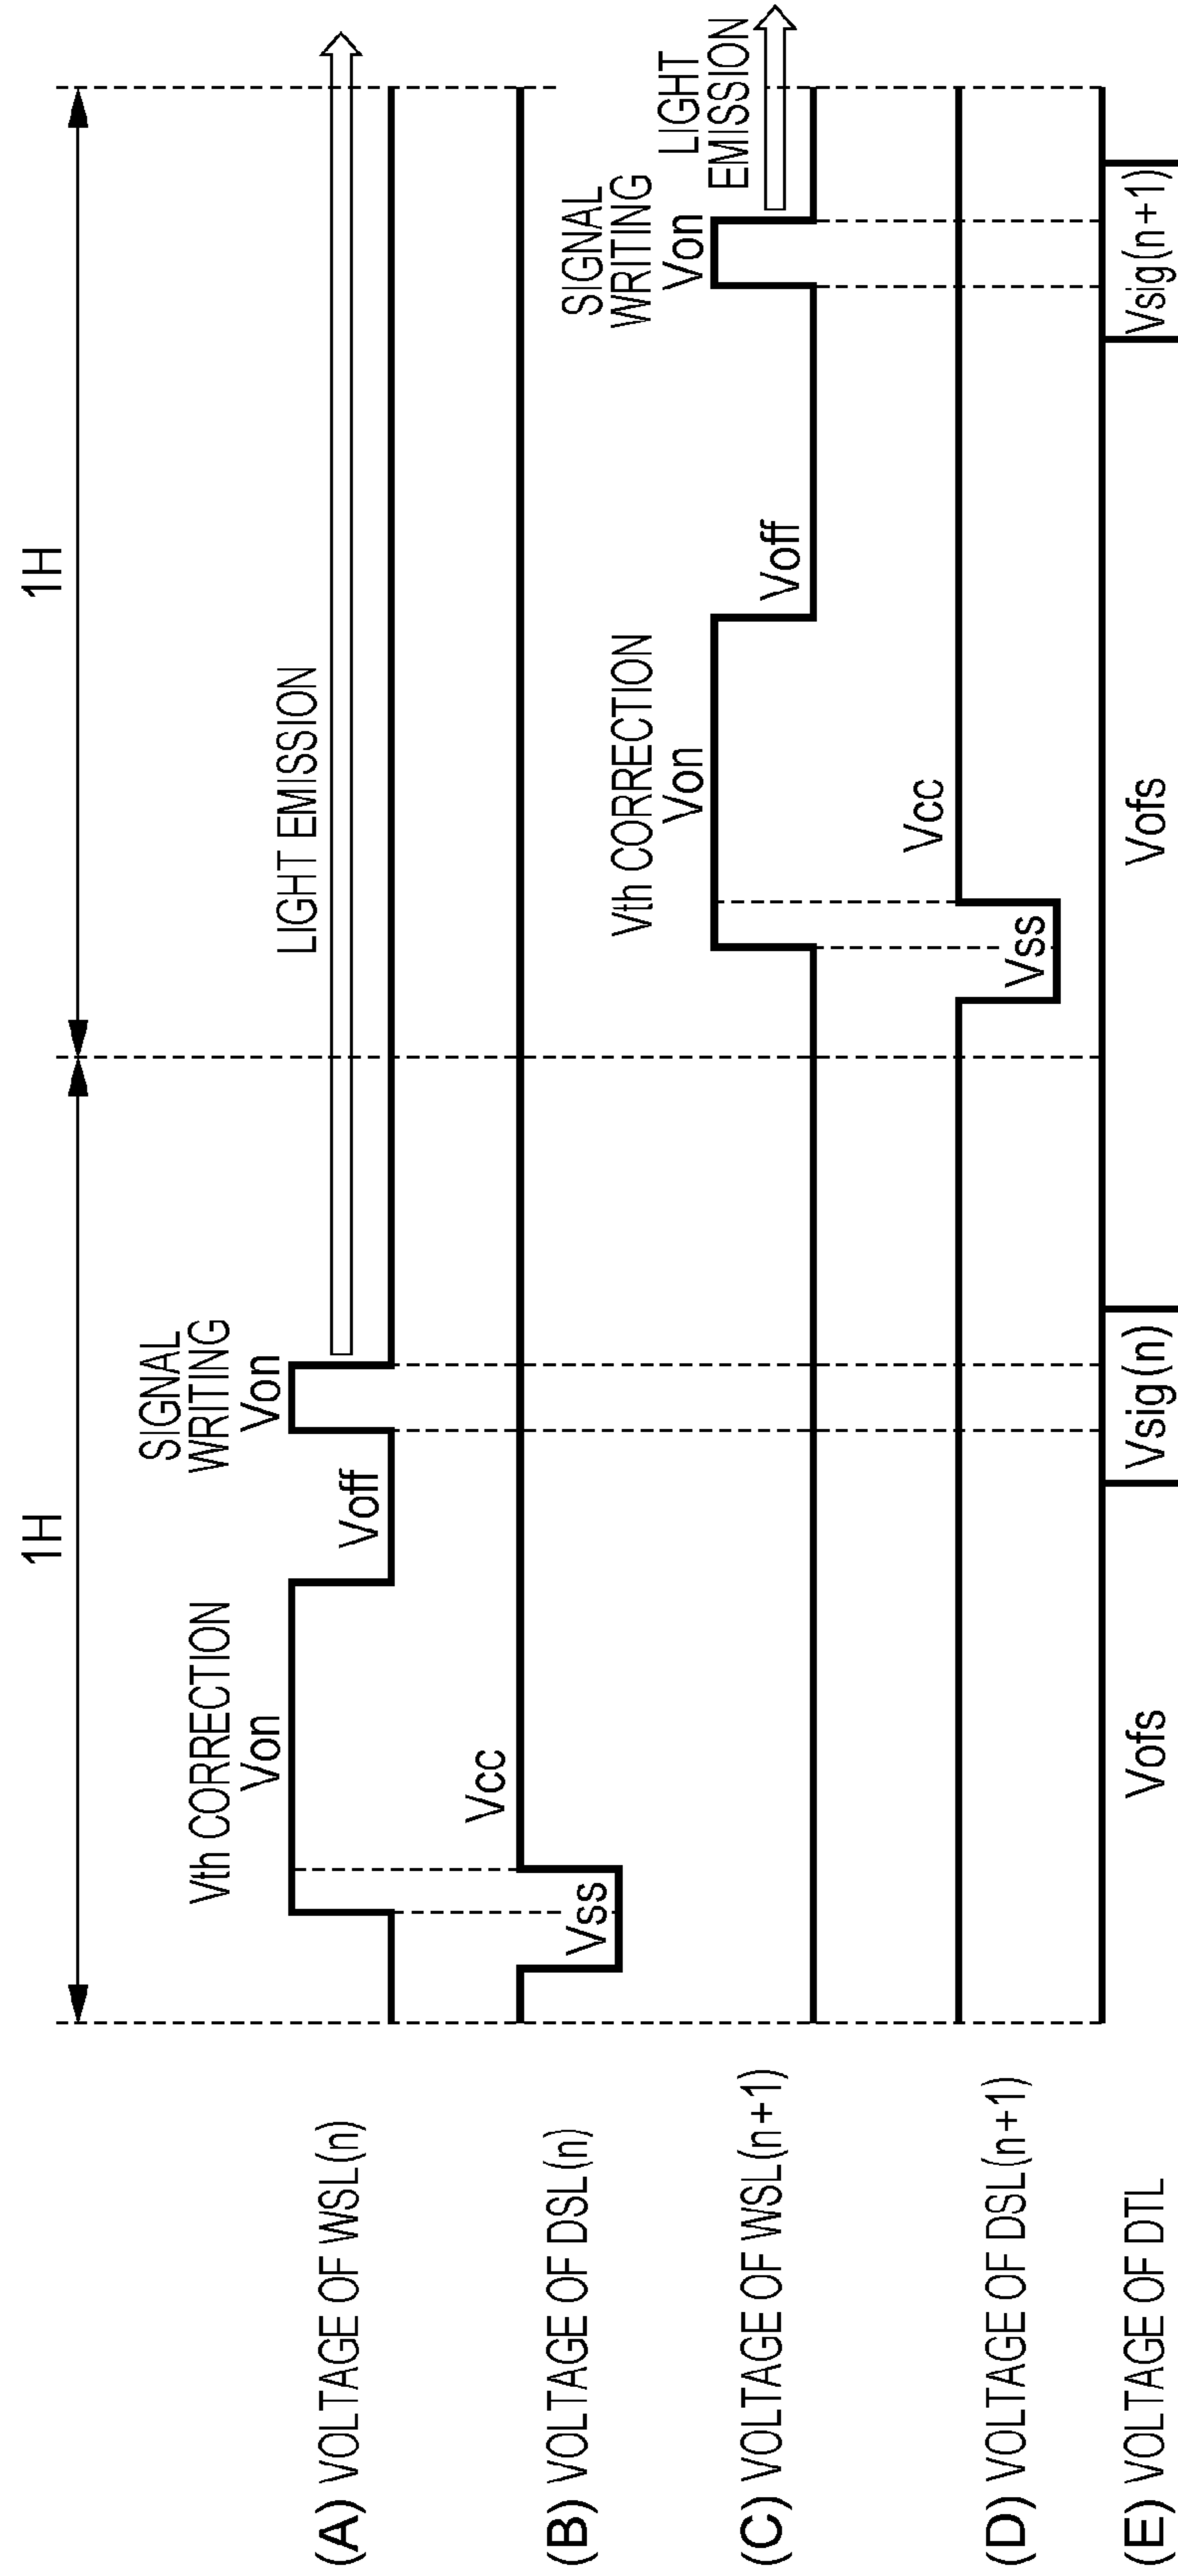 1H
1H
SIGNAL
WRITING
Vth CORRECTION
Von
Von
LIGHT EMISSION
(A) VOLTAGE OF WSL(n)
Voff
Vcc
(B) VOLTAGE OF DSL(n)
Vss
SIGNAL
WRITING
LIGHT
EMISSION
Vth CORRECTION
Von
Von
(C) VOLTAGE OF WSL(n+1)
Voff
Vcc
(D) VOLTAGE OF DSL(n+1)
Vss
(E) VOLTAGE OF DTL
Vofs
Vsig(n)
Vofs
Vsig(n+1)